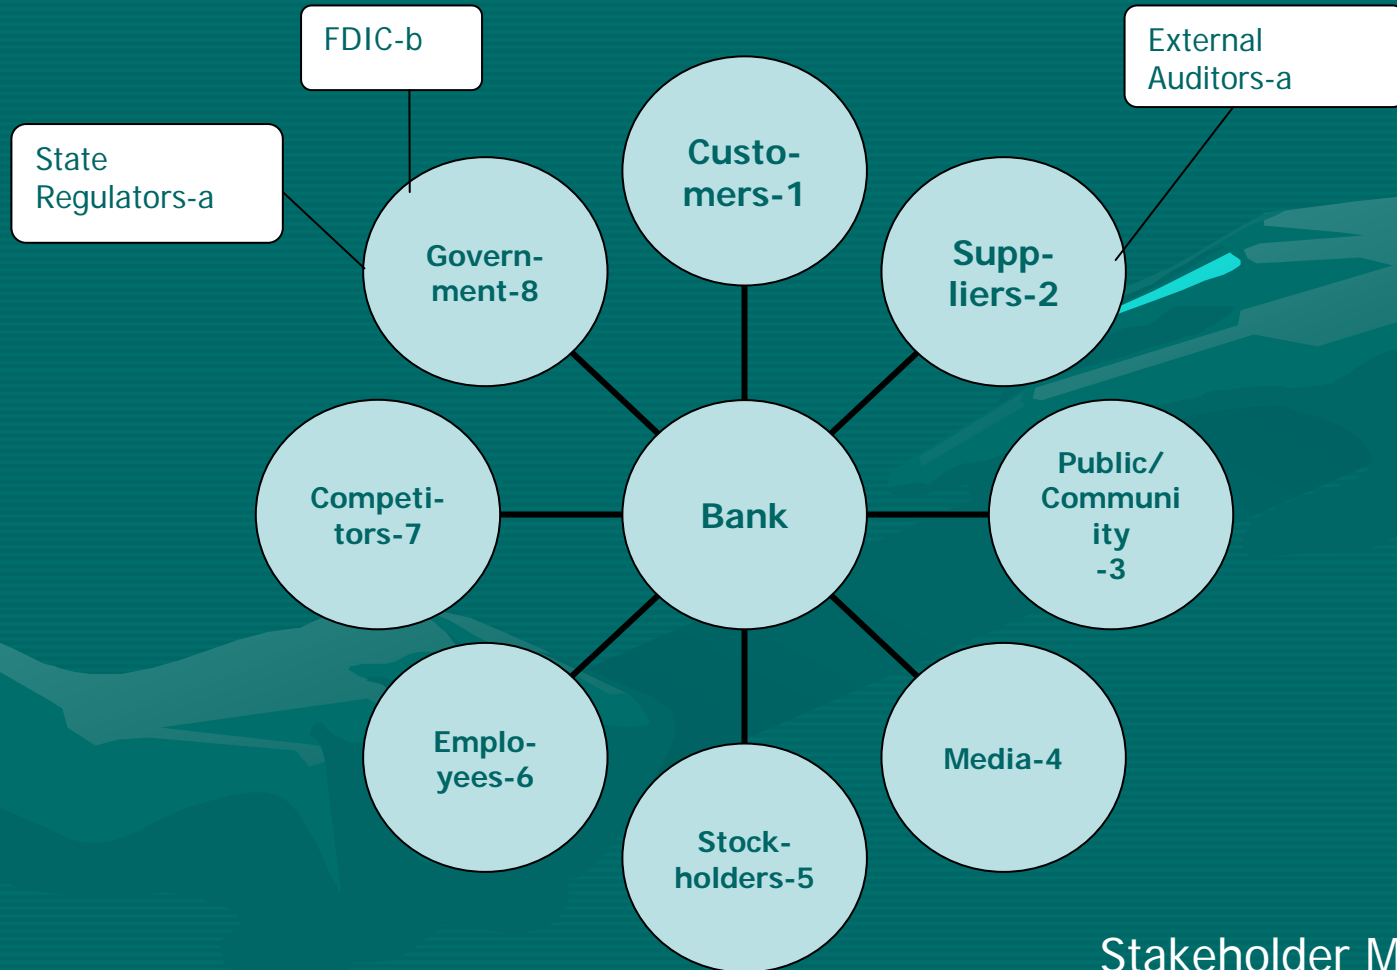 FDIC-b
External
Auditors-a
State
Regulators-a
Custo-
mers-1
Govern-
ment-8
Supp-
liers-2
Competi-
tors-7
Bank
Public/
Communi
ity
-3
Emplo-
yees-6
Media-4
Stock-
holders-5
Stakeholder M